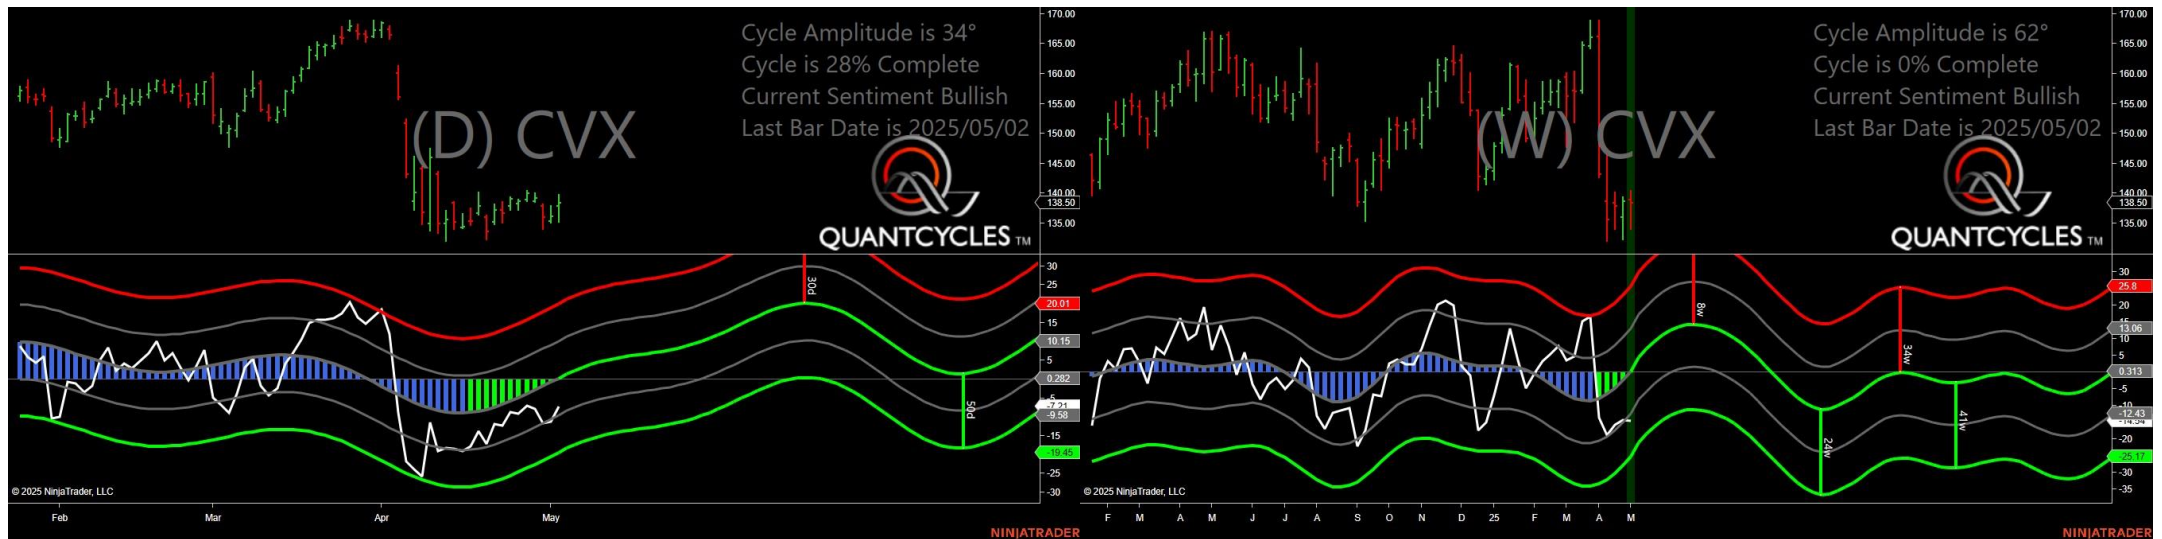 Cycle Amplitude is 34°
Cycle is 28% Complete
Current Sentiment Bullish
Last Bar Date is 2025/05/02
(D) CVX
QUANTCYCLES TM
170.00
165.00
160.00
155.00
150.00
145.00
140.00
138.50
135.00
30d
50d
30
25
20.01
15
10.15
5
0.282
-7.21
-9.58
-15
-19.45
-25
-30
© 2025 NinjaTrader, LLC
Feb
Mar
Apr
May
NINJATRADER
Cycle Amplitude is 62°
Cycle is 0% Complete
Current Sentiment Bullish
Last Bar Date is 2025/05/02
(W) CVX
QUANTCYCLES TM
170.00
165.00
160.00
155.00
150.00
145.00
140.00
138.50
135.00
8w
24w
34w
41w
30
25.8
20
13.06
10
5
0.313
-5
-10
-12.43
-14.54
-20
-25.17
-30
-35
© 2025 NinjaTrader, LLC
F M A M J J A S O N D 25 F M A M
NINJATRADER